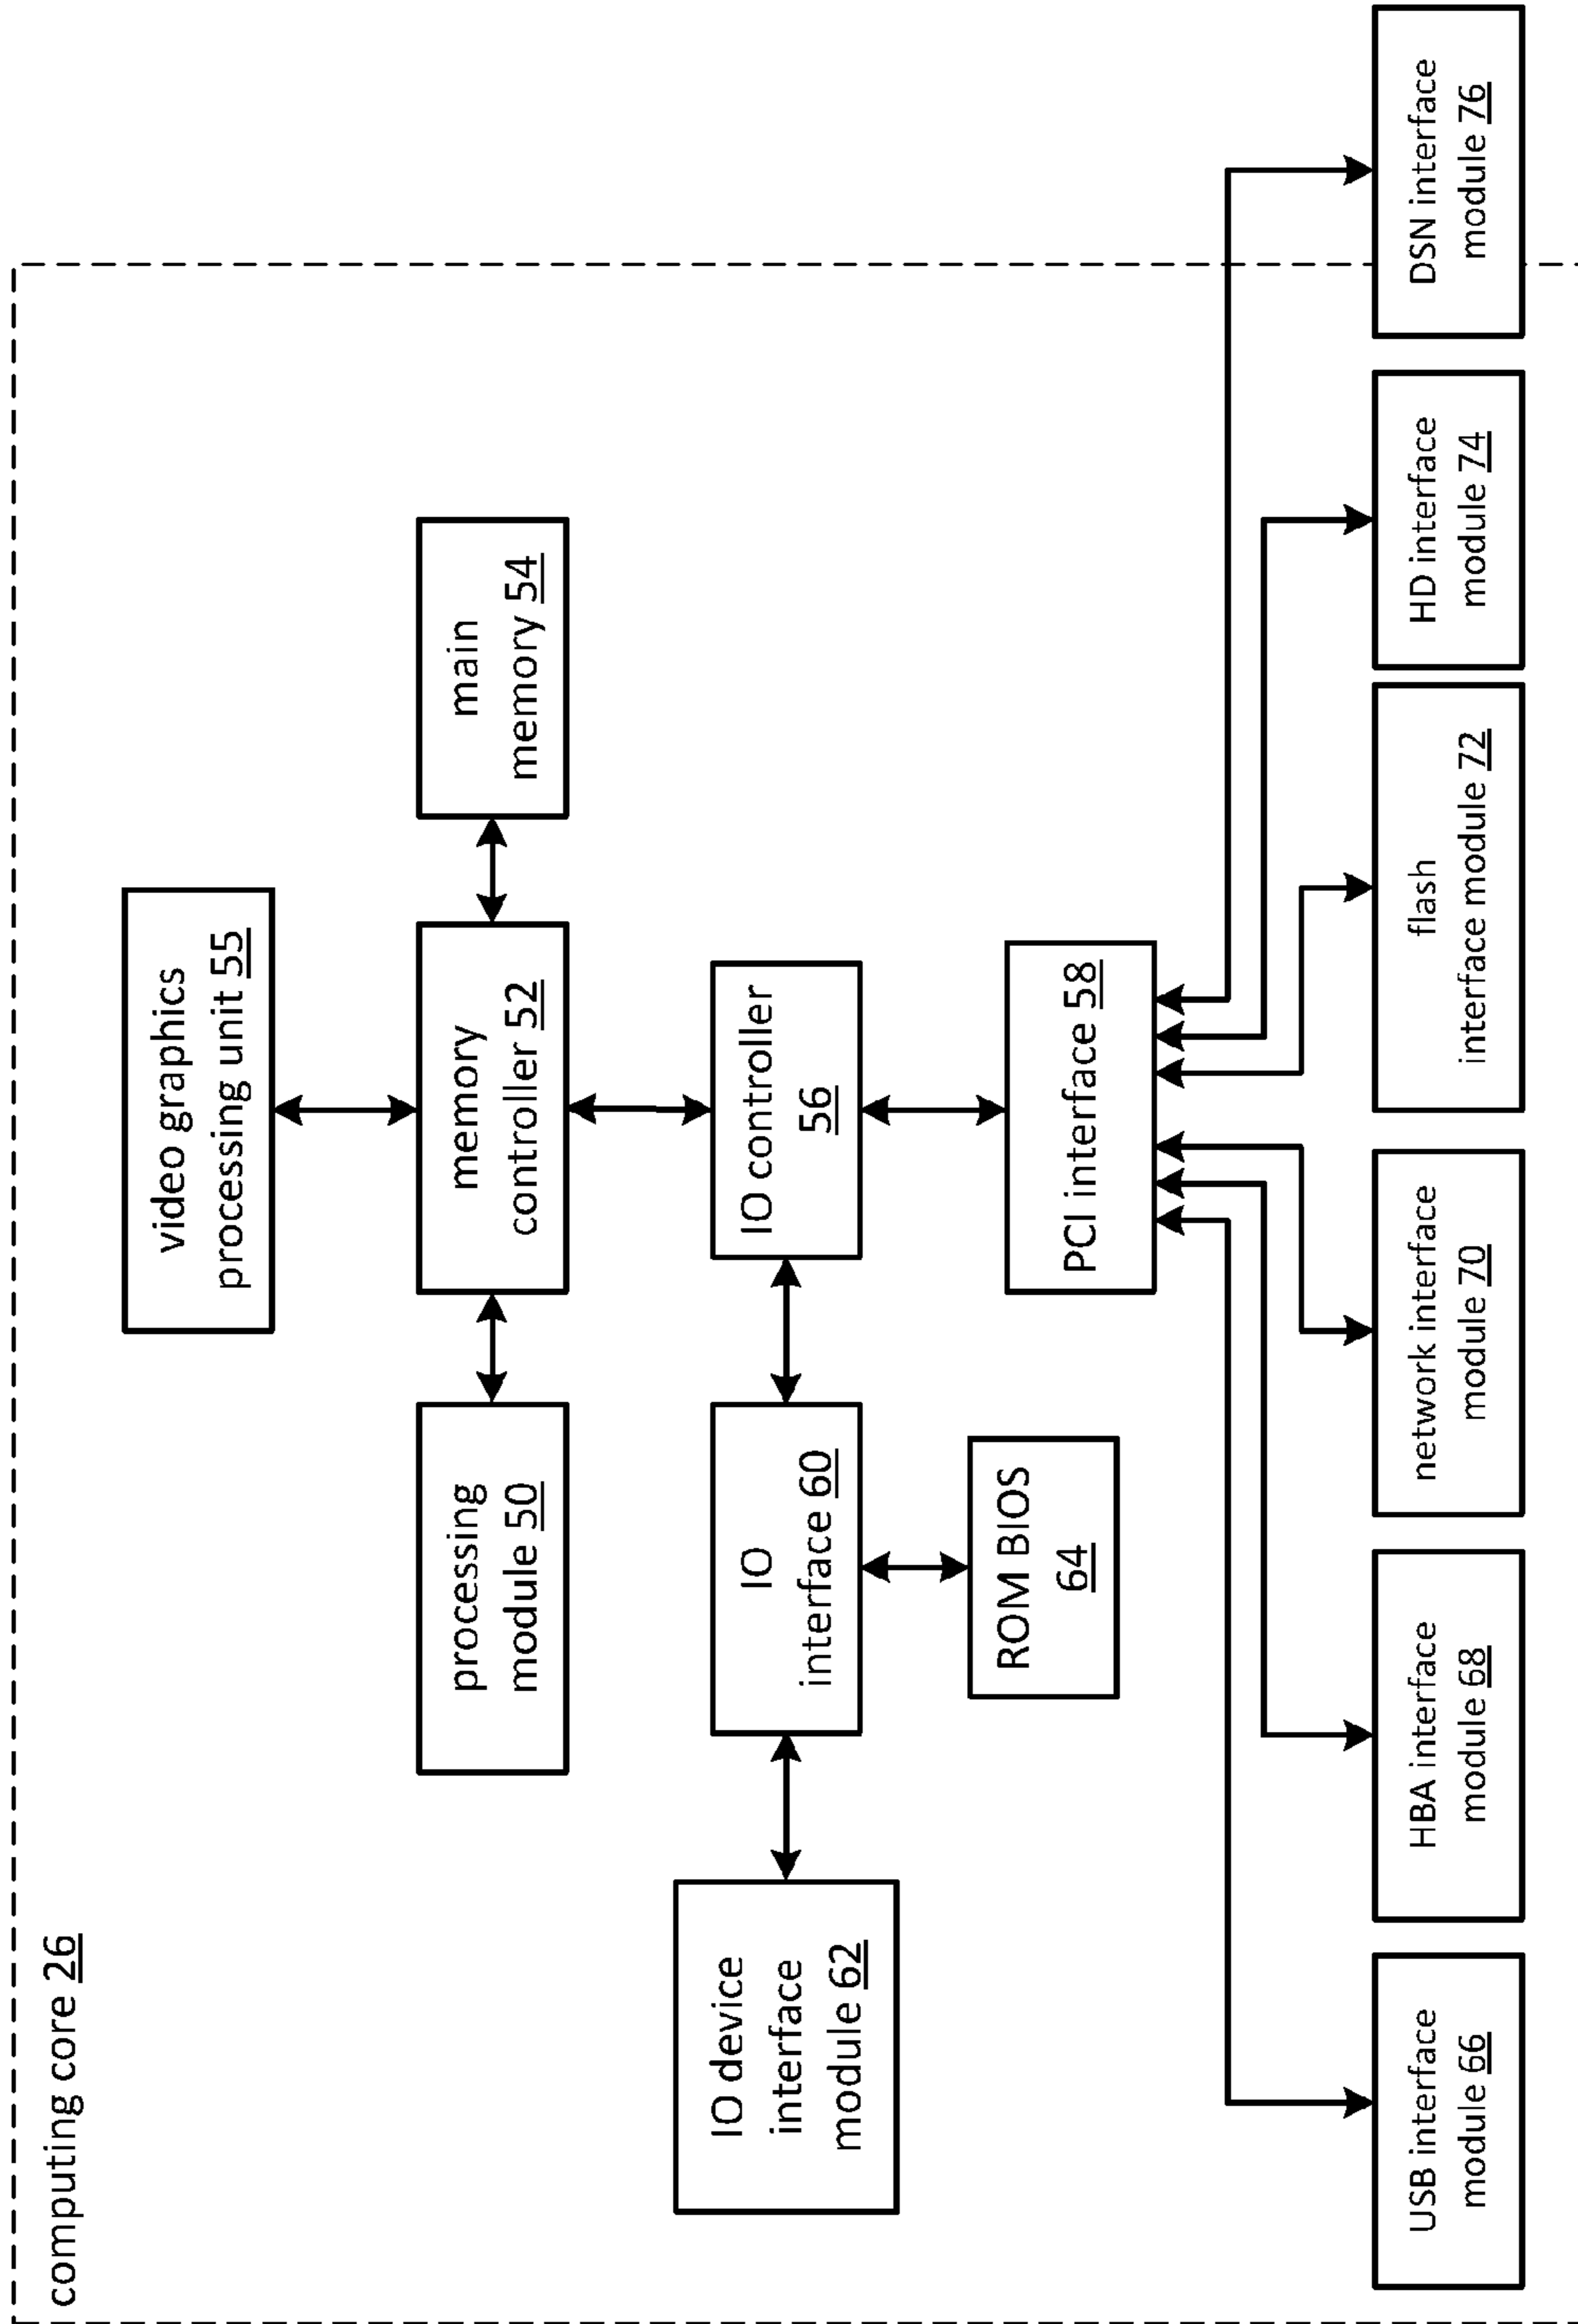 computing core 26
video graphics
processing unit 55
processing
module 50
memory
controller 52
main
memory 54
IO device
interface
module 62
IO
interface 60
IO controller
56
ROM BIOS
64
PCI interface 58
USB interface
module 66
HBA interface
module 68
network interface
module 70
flash
interface module 72
HD interface
module 74
DSN interface
module 76